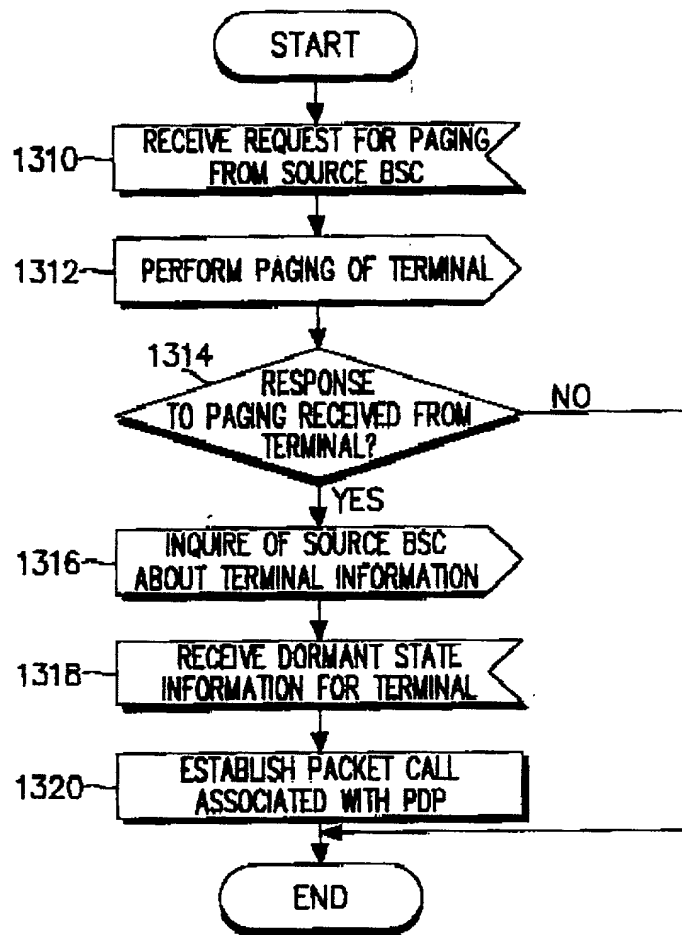 START
1310
RECEIVE REQUEST FOR PAGING
FROM SOURCE BSC
1312
PERFORM PAGING OF TERMINAL
1314
RESPONSE
TO PAGING RECEIVED FROM
TERMINAL?
NO
YES
1316
INQUIRE OF SOURCE BSC
ABOUT TERMINAL INFORMATION
1318
RECEIVE DORMANT STATE
INFORMATION FOR TERMINAL
1320
ESTABLISH PACKET CALL
ASSOCIATED WITH PDP
END